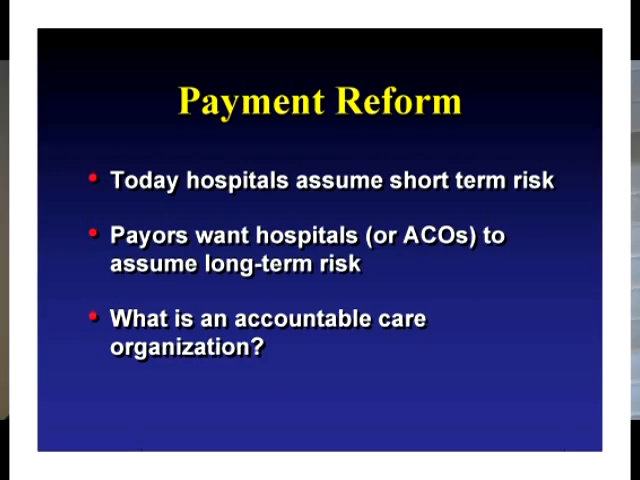 Payment Reform
• Today hospitals assume short term risk
• Payors want hospitals (or ACOs) to
assume long-term risk
• What is an accountable care
organization?